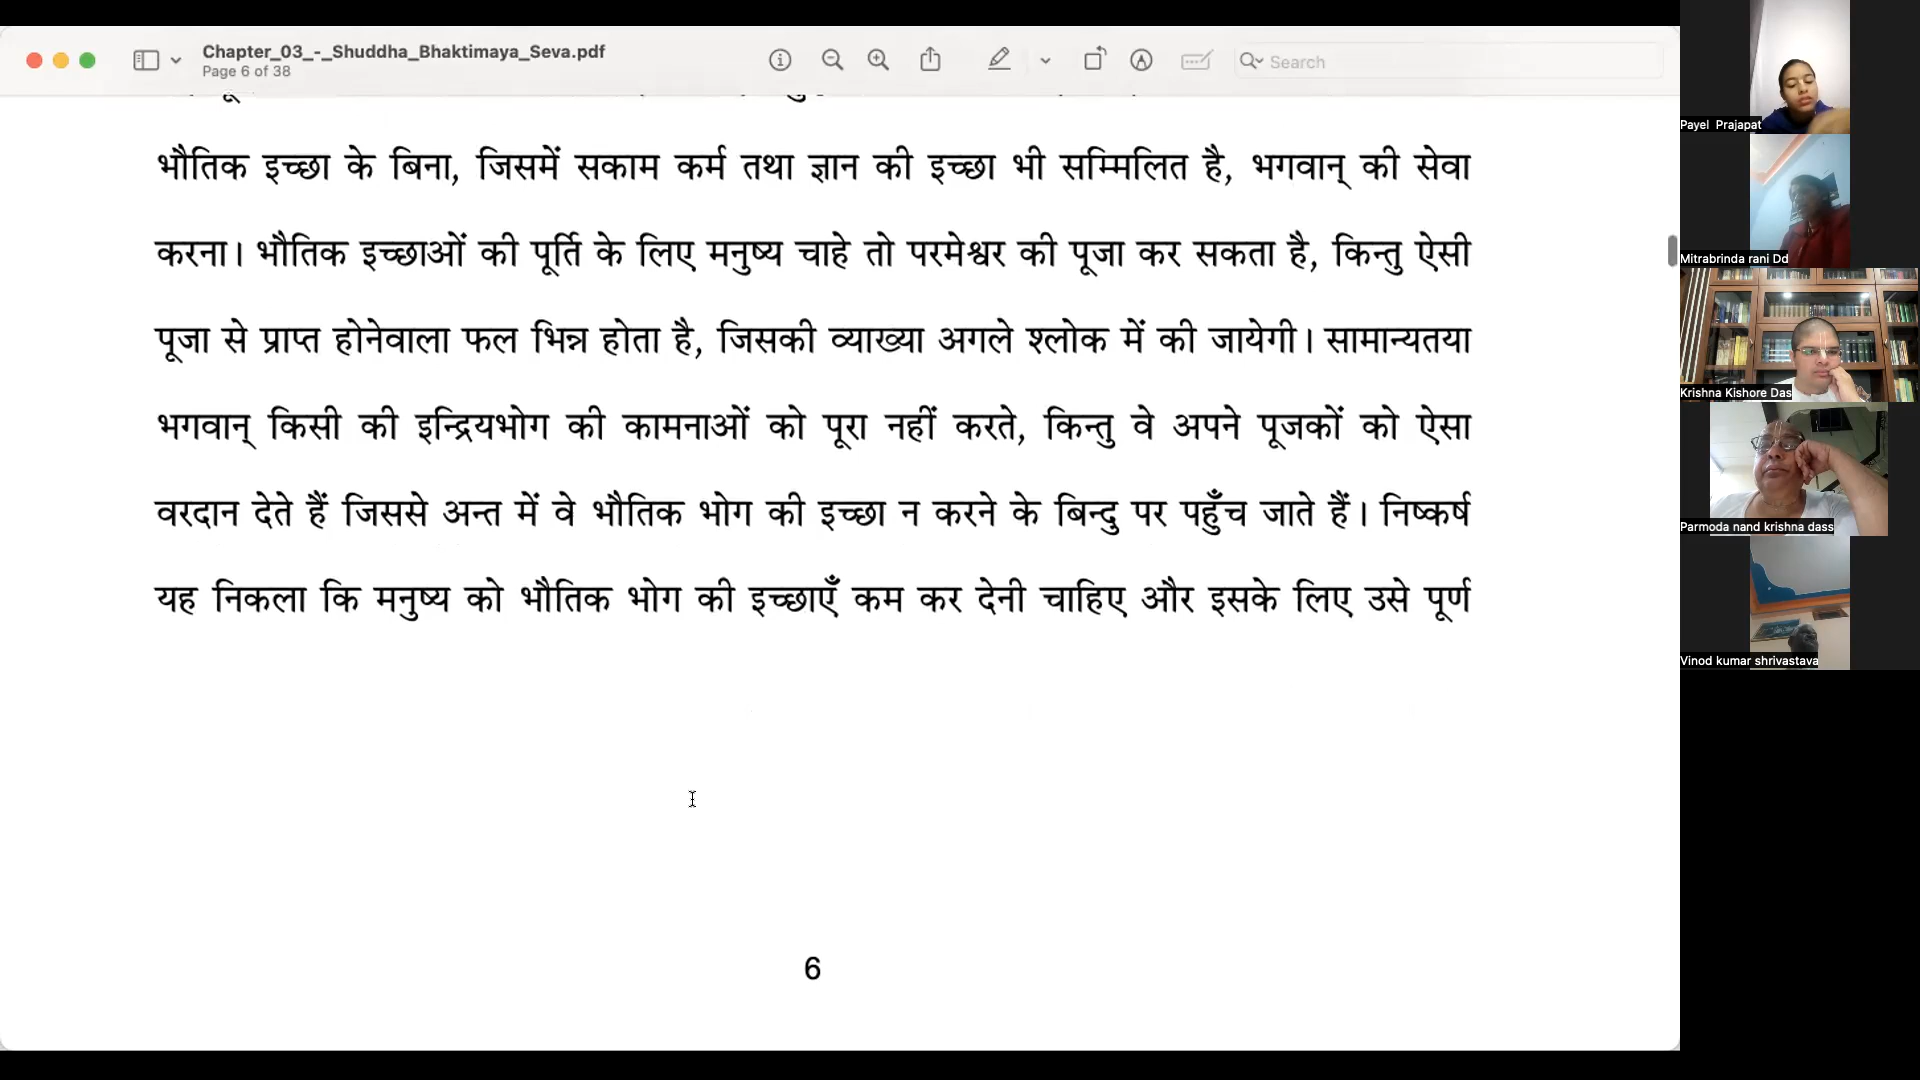 Chapter_03_-_Shuddha_Bhaktimaya_Seva.pdf
Page 6 of 38
Search
भौतिक इच्छा के बिना, जिसमें सकाम कर्म तथा ज्ञान की इच्छा भी सम्मिलित है, भगवान् की सेवा
करना। भौतिक इच्छाओं की पूर्ति के लिए मनुष्य चाहे तो परमेश्वर की पूजा कर सकता है, किन्तु ऐसी
पूजा से प्राप्त होनेवाला फल भिन्न होता है, जिसकी व्याख्या अगले श्लोक में की जायेगी। सामान्यतया
भगवान् किसी की इन्द्रियभोग की कामनाओं को पूरा नहीं करते, किन्तु वे अपने पूजकों को ऐसा
वरदान देते हैं जिससे अन्त में वे भौतिक भोग की इच्छा न करने के बिन्दु पर पहुँच जाते हैं। निष्कर्ष
यह निकला कि मनुष्य को भौतिक भोग की इच्छाएँ कम कर देनी चाहिए और इसके लिए उसे पूर्ण
6
Payel Prajapat
Mitrabrinda rani Dd
Krishna Kishore Das
Parmoda nand krishna dass
Vinod kumar shrivastava